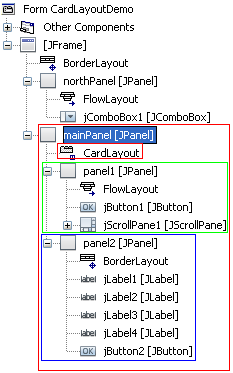 Form CardLayoutDemo
Other Components
[JFrame]
BorderLayout
northPanel [JPanel]
FlowLayout
jComboBox1 [JComboBox]
mainPanel [JPanel]
CardLayout
panel1 [JPanel]
FlowLayout
OK jButton1 [JButton]
jScrollPane1 [JScrollPane]
panel2 [JPanel]
BorderLayout
label jLabel1 [JLabel]
label jLabel2 [JLabel]
label jLabel3 [JLabel]
label jLabel4 [JLabel]
OK jButton2 [JButton]